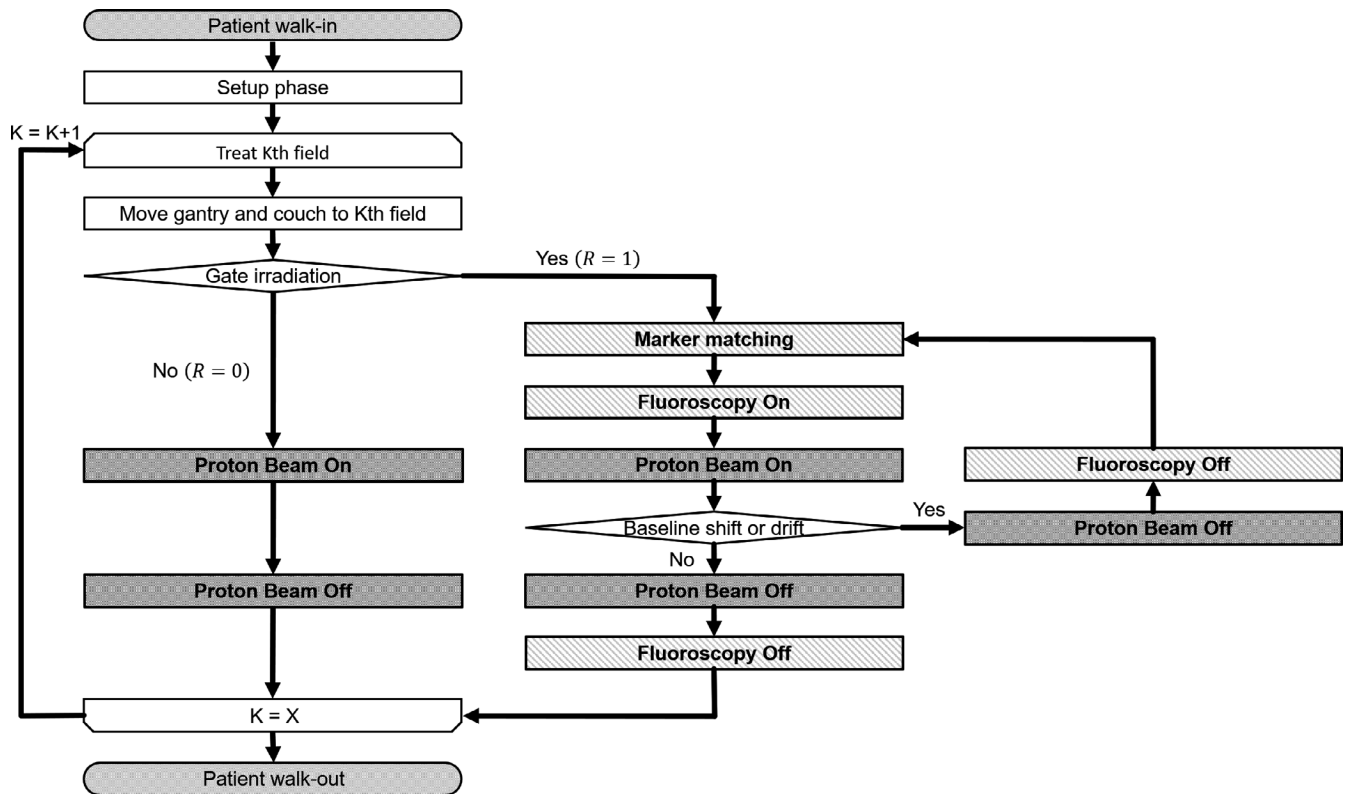 Patient walk-in
Setup phase
K = K+1
Treat Kth field
Move gantry and couch to Kth field
Gate irradiation
Yes (R = 1)
No (R = 0)
Marker matching
Fluoroscopy On
Proton Beam On
Proton Beam On
Fluoroscopy Off
Baseline shift or drift
Yes
Proton Beam Off
No
Proton Beam Off
Proton Beam Off
Fluoroscopy Off
K = X
Patient walk-out